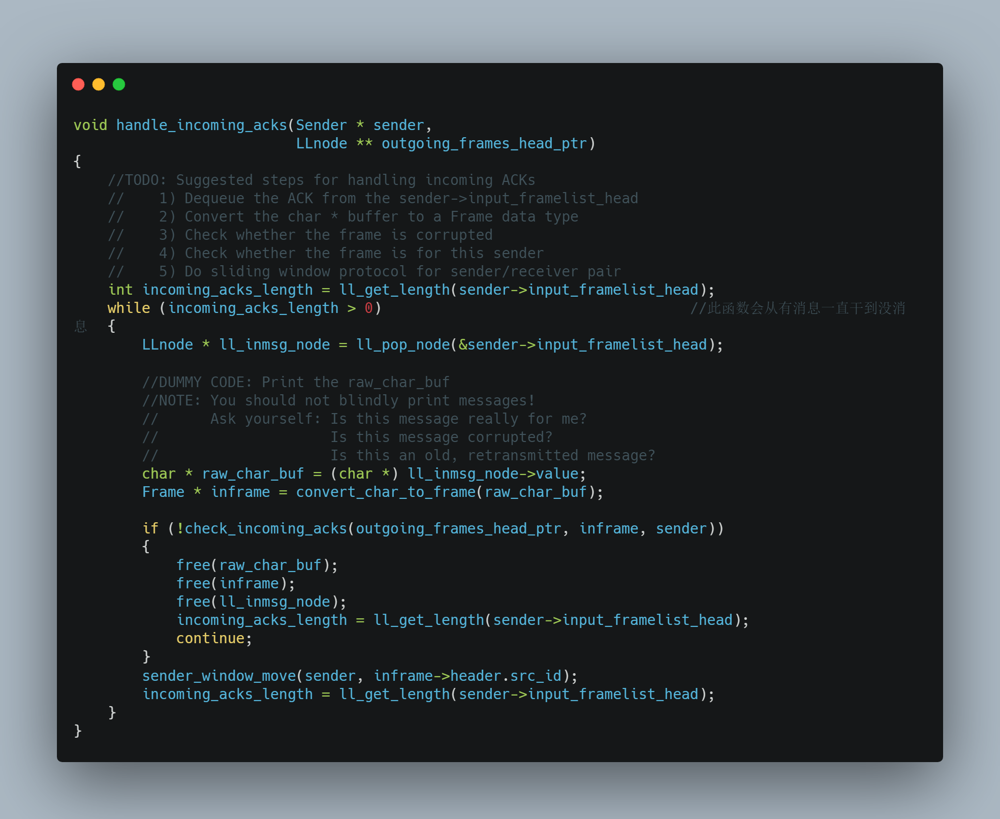 void handle_incoming_acks(Sender * sender,
                          LLnode ** outgoing_frames_head_ptr)
{
    //TODO: Suggested steps for handling incoming ACKs
    //    1) Dequeue the ACK from the sender->input_framelist_head
    //    2) Convert the char * buffer to a Frame data type
    //    3) Check whether the frame is corrupted
    //    4) Check whether the frame is for this sender
    //    5) Do sliding window protocol for sender/receiver pair
    int incoming_acks_length = ll_get_length(sender->input_framelist_head);
    while (incoming_acks_length > 0)                                    //此函数会从有消息一直干到没消
息  {
        LLnode * ll_inmsg_node = ll_pop_node(&sender->input_framelist_head);

        //DUMMY CODE: Print the raw_char_buf
        //NOTE: You should not blindly print messages!
        //      Ask yourself: Is this message really for me?
        //                    Is this message corrupted?
        //                    Is this an old, retransmitted message?
        char * raw_char_buf = (char *) ll_inmsg_node->value;
        Frame * inframe = convert_char_to_frame(raw_char_buf);

        if (!check_incoming_acks(outgoing_frames_head_ptr, inframe, sender))
        {
            free(raw_char_buf);
            free(inframe);
            free(ll_inmsg_node);
            incoming_acks_length = ll_get_length(sender->input_framelist_head);
            continue;
        }
        sender_window_move(sender, inframe->header.src_id);
        incoming_acks_length = ll_get_length(sender->input_framelist_head);
    }
}